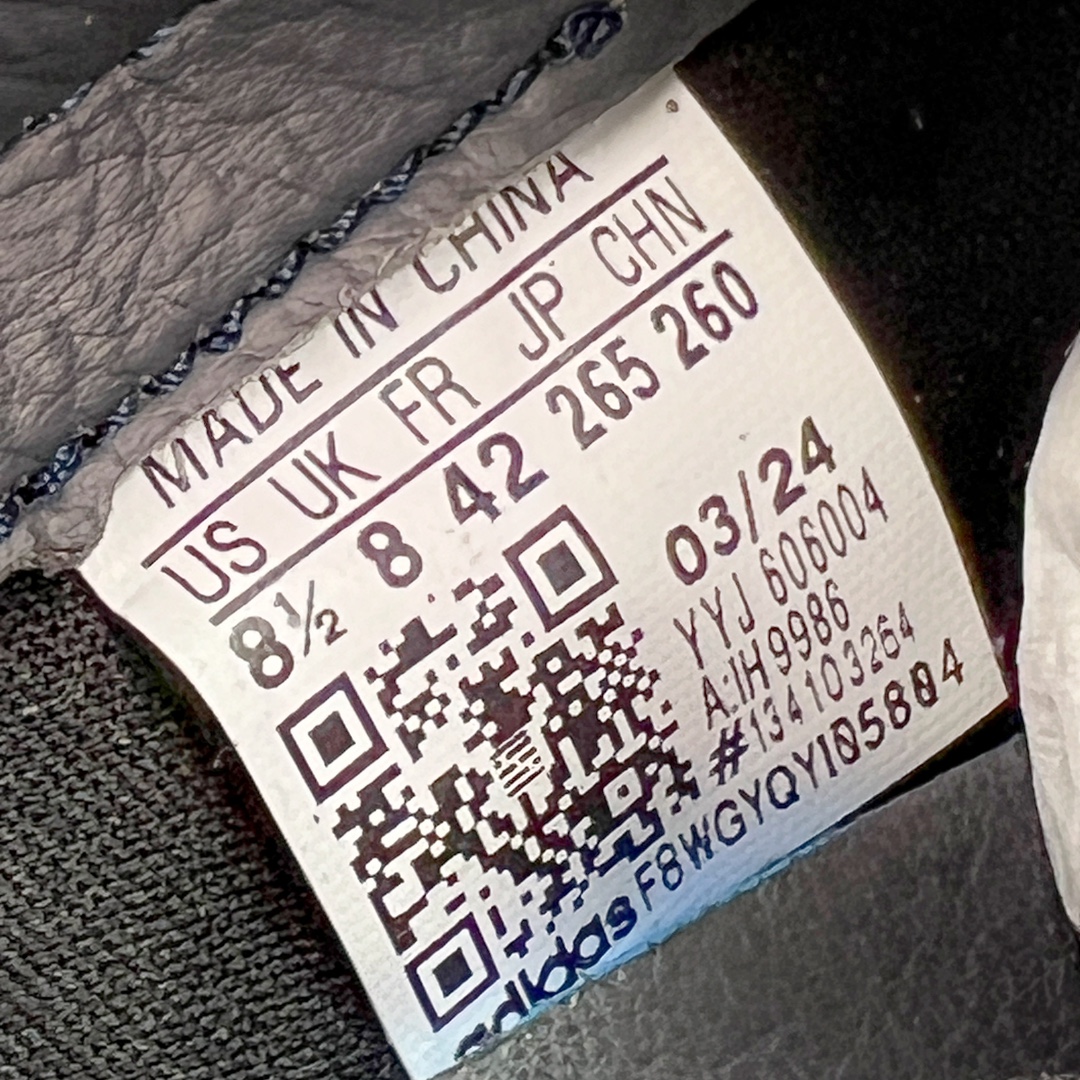 MADE IN CHINA
US UK FR JP CHN
8½ 8 42 265 260
03/24
YYJ 606004
A:IH9986
#134103264
adidas F8WGYQYI05884